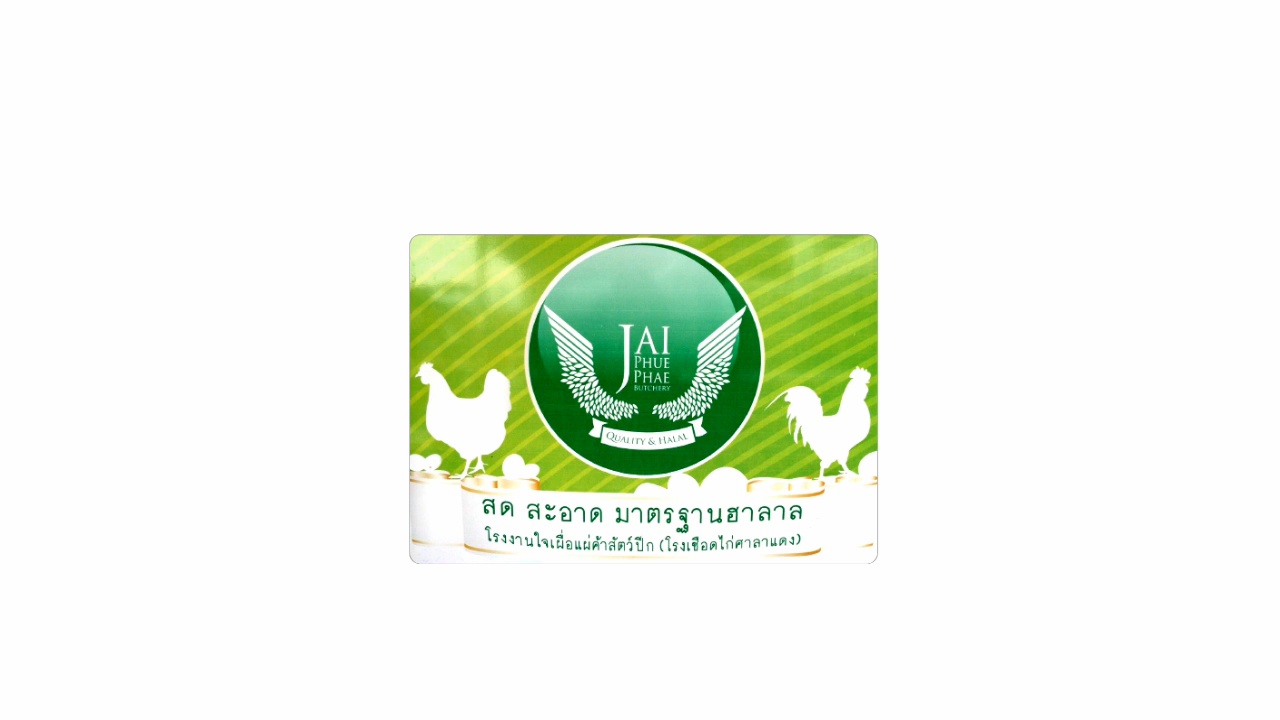 JAI
PHUE
PHAE
BUTCHERY
QUALITY & HALAL
สด สะอาด มาตรฐานฮาลาล
โรงงานใจเผื่อแผ่ค้าสัตว์ปีก (โรงเชือดไก่ศาลาแดง)